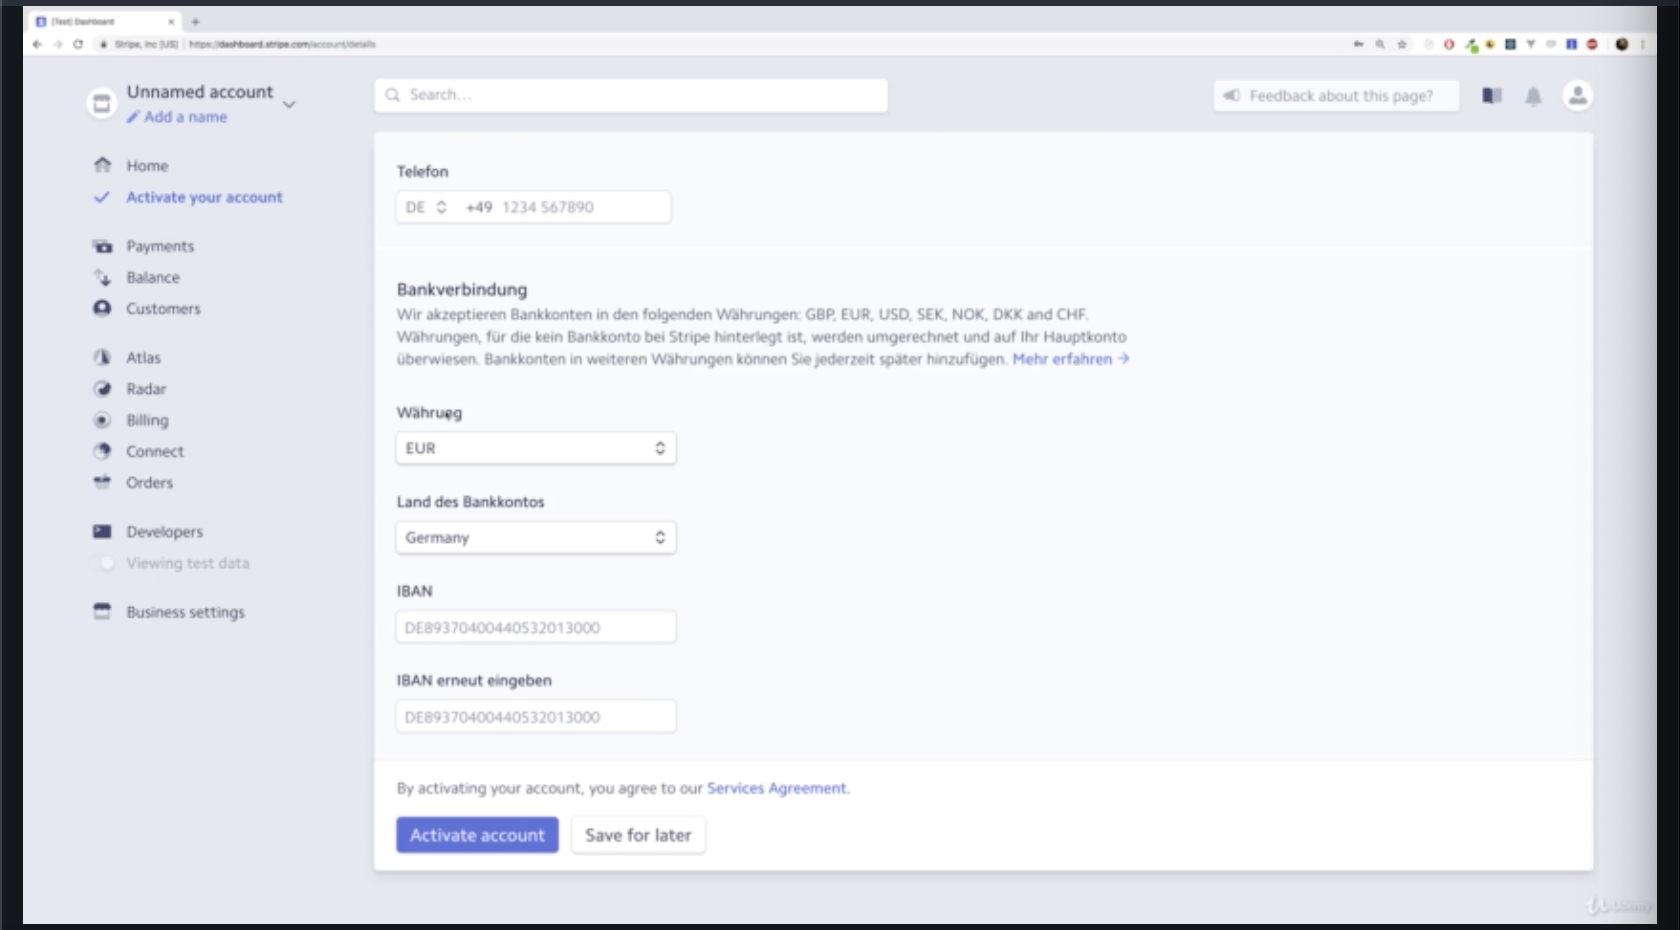 [Test] Dashboard
Stripe, Inc [US] | https://dashboard.stripe.com/account/details
Unnamed account
Add a name
Search...
Feedback about this page?
Home
Activate your account
Payments
Balance
Customers
Atlas
Radar
Billing
Connect
Orders
Developers
Viewing test data
Business settings
Telefon
DE +49 1234 567890
Bankverbindung
Wir akzeptieren Bankkonten in den folgenden Währungen: GBP, EUR, USD, SEK, NOK, DKK and CHF.
Währungen, für die kein Bankkonto bei Stripe hinterlegt ist, werden umgerechnet und auf Ihr Hauptkonto
überwiesen. Bankkonten in weiteren Währungen können Sie jederzeit später hinzufügen. Mehr erfahren →
Währung
EUR
Land des Bankkontos
Germany
IBAN
DE89370400440532013000
IBAN erneut eingeben
DE89370400440532013000
By activating your account, you agree to our Services Agreement.
Activate account
Save for later
Udemy